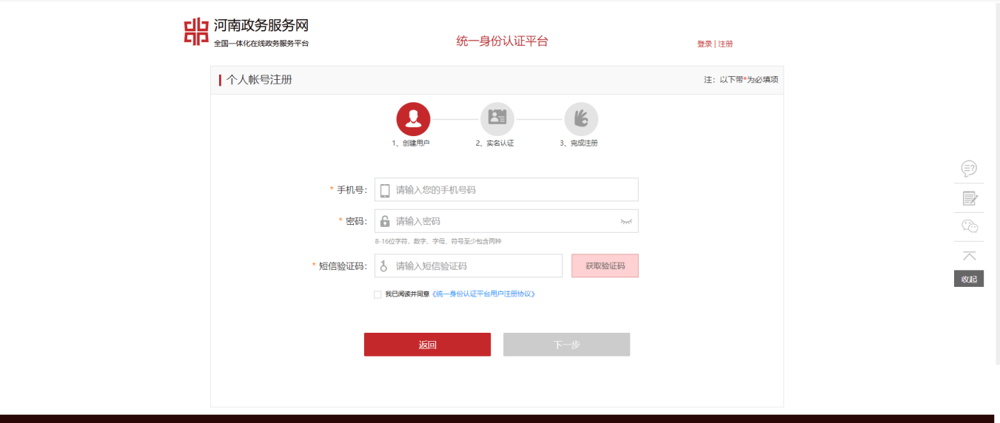 河南政务服务网
全国一体化在线政务服务平台
统一身份认证平台
登录 | 注册
个人帐号注册
注：以下带*为必填项
1、创建用户
2、实名认证
3、完成注册
* 手机号：
请输入您的手机号码
* 密码：
请输入密码
8-16位字符，数字、字母、符号至少包含两种
* 短信验证码：
请输入短信验证码
获取验证码
我已阅读并同意《统一身份认证平台用户注册协议》
返回
下一步
收起